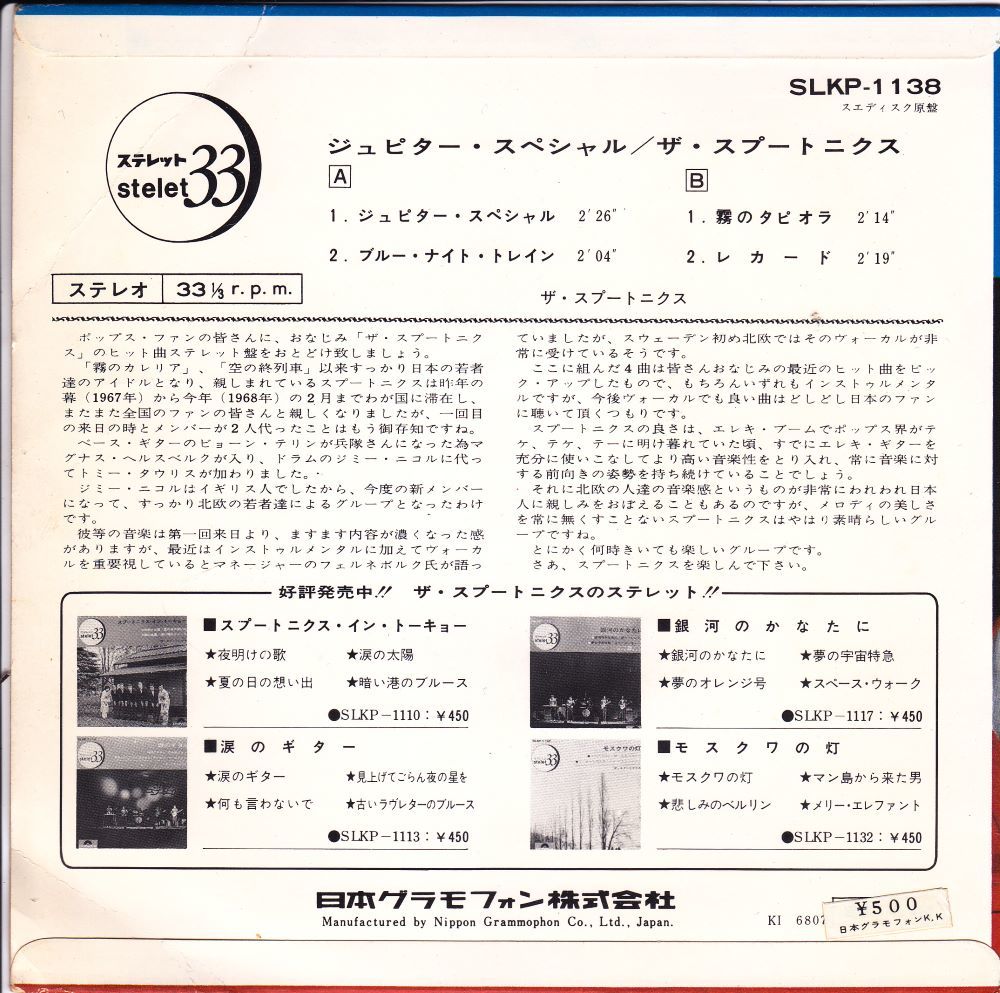 SLKP-1138
スエディスク原盤
ステレット
stelet 33
ジュピター・スペシャル／ザ・スプートニクス
A
1. ジュピター・スペシャル 2′26″
2. ブルー・ナイト・トレイン 2′04″
B
1. 霧のタピオラ 2′14″
2. レカード 2′19″
ステレオ 33 1/3 r.p.m.
ザ・スプートニクス
ポップス・ファンの皆さんに、おなじみ「ザ・スプートニク
ス」のヒット曲ステレット盤をおとどけ致しましょう。
「霧のカレリア」、「空の終列車」以来すっかり日本の若者
達のアイドルとなり、親しまれているスプートニクスは昨年の
暮（1967年）から今年（1968年）の２月までわが国に滞在し、
またまた全国のファンの皆さんと親しくなりましたが、一回目
の来日の時とメンバーが２人代ったことはもう御存知ですね。
ベース・ギターのビョーン・テリンが兵隊さんになった為マ
グナス・ヘルスベルクが入り、ドラムのジミー・ニコルに代っ
てトミー・タウリスが加わりました。
ジミー・ニコルはイギリス人でしたから、今度の新メンバー
になって、すっかり北欧の若者達によるグループとなったわけ
です。
彼等の音楽は第一回来日より、ますます内容が濃くなった感
がありますが、最近はインストゥルメンタルに加えてヴォーカ
ルを重要視しているとマネージャーのフェルネボルク氏が語っ
ていましたが、スウェーデン初め北欧ではそのヴォーカルが非
常に受けているそうです。
ここに組んだ４曲は皆さんおなじみの最近のヒット曲をピッ
ク・アップしたもので、もちろんいずれもインストゥルメンタ
ルですが、今後ヴォーカルでも良い曲はどしどし日本のファン
に聴いて頂くつもりです。
スプートニクスの良さは、エレキ・ブームでポップス界がテ
ケ、テケ、テーに明け暮れていた頃、すでにエレキ・ギターを
充分に使いこなしてより高い音楽性をとり入れ、常に音楽に対
する前向きの姿勢を持ち続けていることでしょう。
それに北欧の人達の音楽感というものが非常にわれわれ日本
人に親しみをおぼえることもあるのですが、メロディの美しさ
を常に無くすことないスプートニクスはやはり素晴らしいグル
ープですね。
とにかく何時きいても楽しいグループです。
さあ、スプートニクスを楽しんで下さい。
好評発売中!! ザ・スプートニクスのステレット!!
■スプートニクス・イン・トーキョー
★夜明けの歌 ★涙の太陽
★夏の日の想い出 ★暗い港のブルース
●SLKP－1110：￥450
■銀河のかなたに
★銀河のかなたに ★夢の宇宙特急
★夢のオレンジ号 ★スペース・ウォーク
●SLKP－1117：￥450
■涙のギター
★涙のギター ★見上げてごらん夜の星を
★何も言わないで ★古いラヴレターのブルース
●SLKP－1113：￥450
モスクワの灯
■モスクワの灯
★モスクワの灯 ★マン島から来た男
★悲しみのベルリン ★メリー・エレファント
●SLKP－1132：￥450
日本グラモフォン株式会社
Manufactured by Nippon Grammophon Co., Ltd., Japan.
KI 6807
¥500
日本グラモフォンK.K